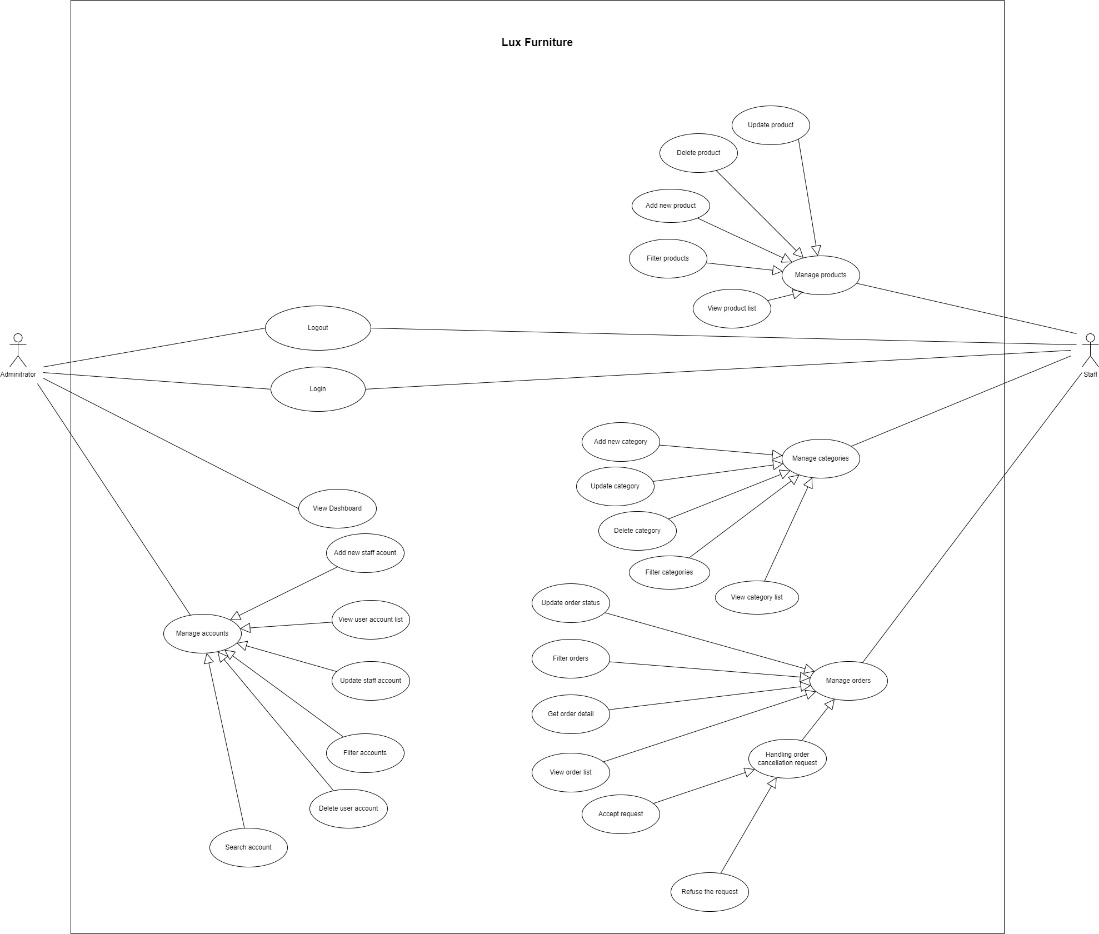 Lux Furniture
Update product
Delete product
Add new product
Filter products
Manage products
View product list
Logout
Adminitrator
Staff
Login
Add new category
Manage categories
Update category
View Dashboard
Delete category
Add new staff acount
Filter categories
View category list
Update order status
View user account list
Manage accounts
Filter orders
Update staff account
Manage orders
Get order detail
Filter accounts
Handling order
cancellation request
View order list
Delete user account
Accept request
Search account
Refuse the request